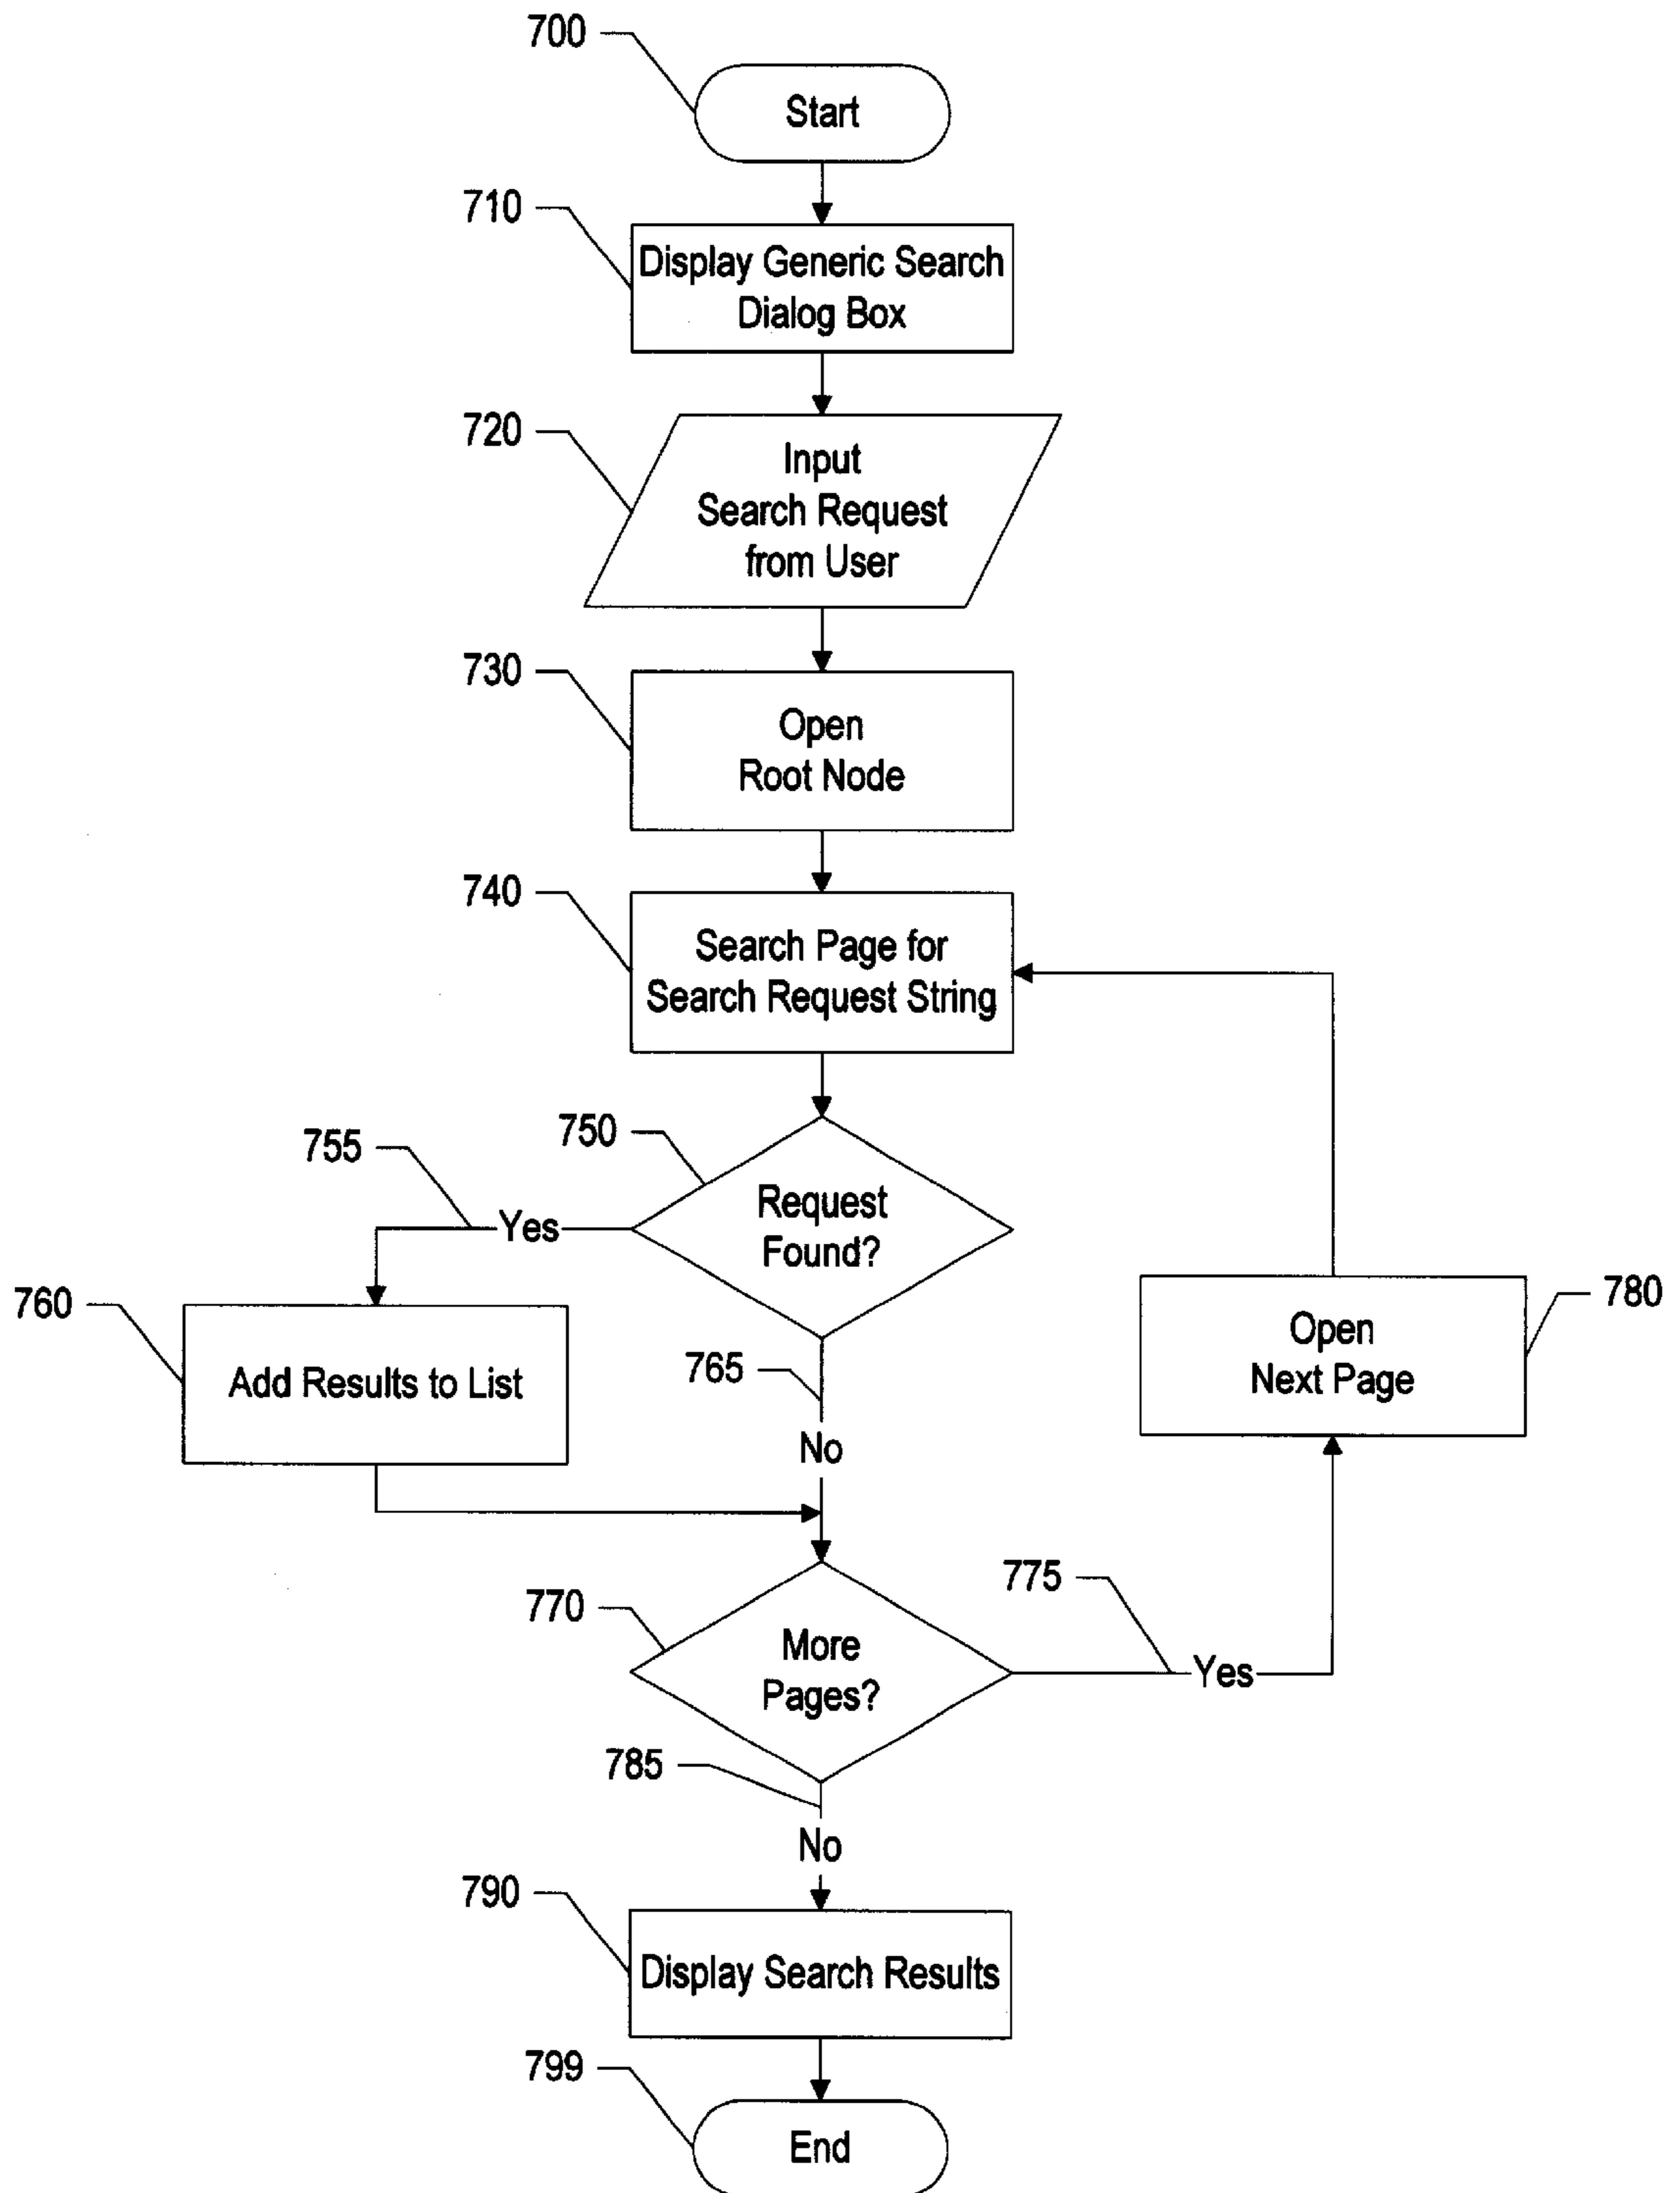 700
Start
710
Display Generic Search
Dialog Box
720
Input
Search Request
from User
730
Open
Root Node
740
Search Page for
Search Request String
750
755
Request
Found?
Yes
760
Add Results to List
765
No
780
Open
Next Page
770
775
More
Pages?
Yes
785
No
790
Display Search Results
799
End